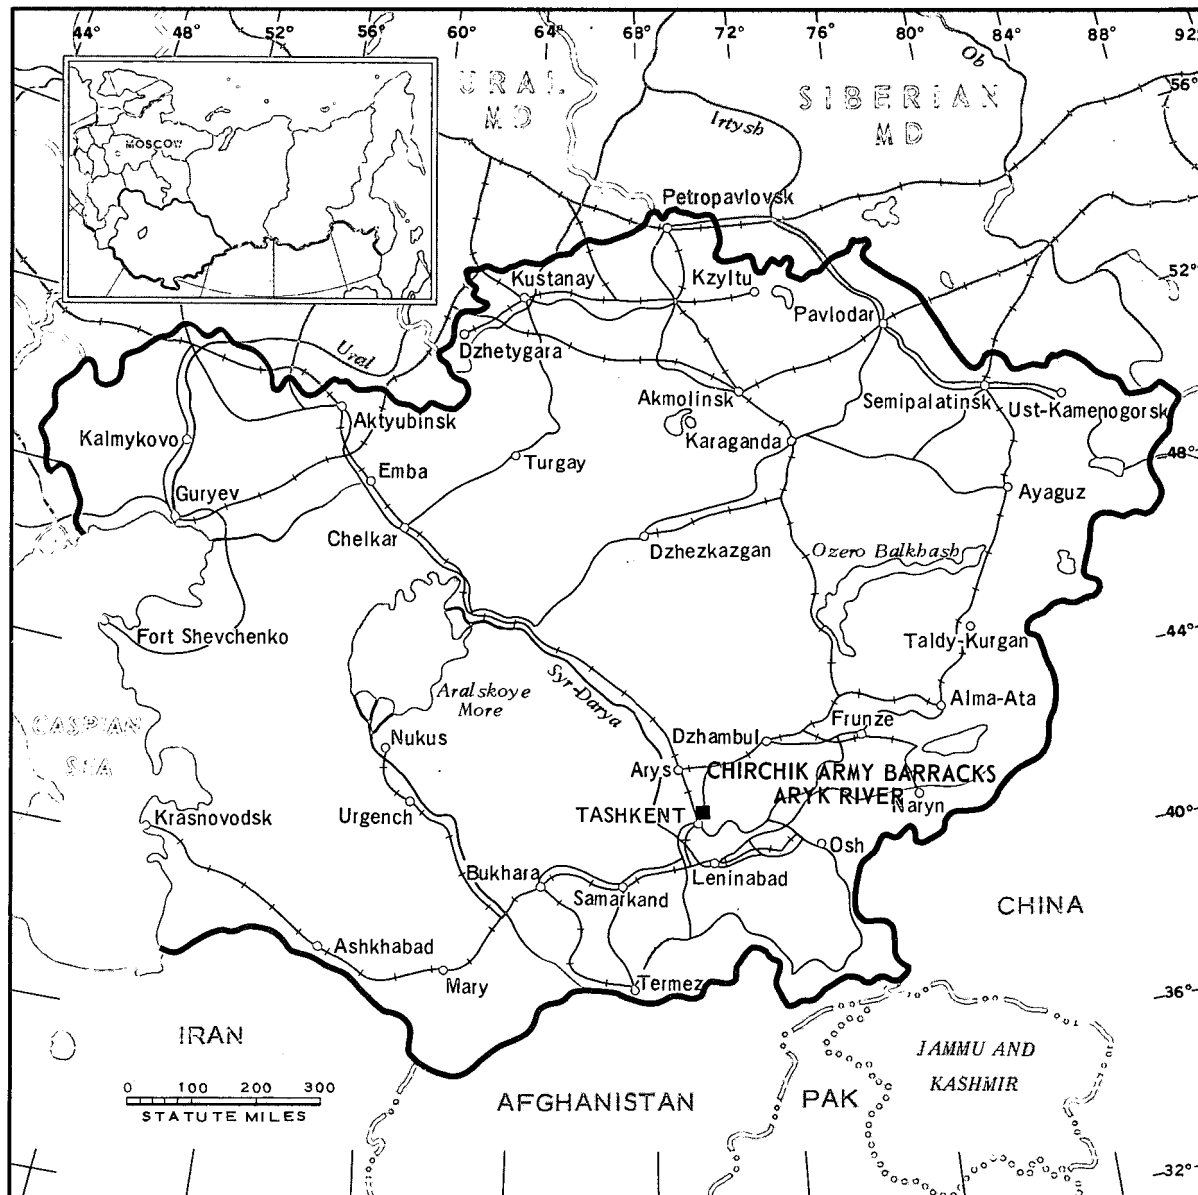 44° 48° 52° 56° 60° 64° 68° 72° 76° 80° 84° 88° 92°
56°
52°
48°
44°
40°
36°
32°
MOSCOW
URAL
MD
SIBERIAN
MD
Ob
Irtysh
Petropavlovsk
Kustanay
Kzyltu
Pavlodar
Dzhetygara
Ural
Akmolinsk
Semipalatinsk
Ust-Kamenogorsk
Aktyubinsk
Kalmykovo
Karaganda
Emba
Turgay
Guryev
Ayaguz
Chelkar
Dzhezkazgan
Ozero Balkhash
Fort Shevchenko
Taldy-Kurgan
Aralskoye
More
Syr-Darya
Alma-Ata
CASPIAN
SEA
Nukus
Dzhambul
Frunze
Arys
CHIRCHIK ARMY BARRACKS
ARYK RIVER
Naryn
Krasnovodsk
Urgench
TASHKENT
Osh
Bukhara
Samarkand
Leninabad
CHINA
Ashkhabad
Mary
Termez
IRAN
JAMMU AND
KASHMIR
AFGHANISTAN
PAK
0 100 200 300
STATUTE MILES